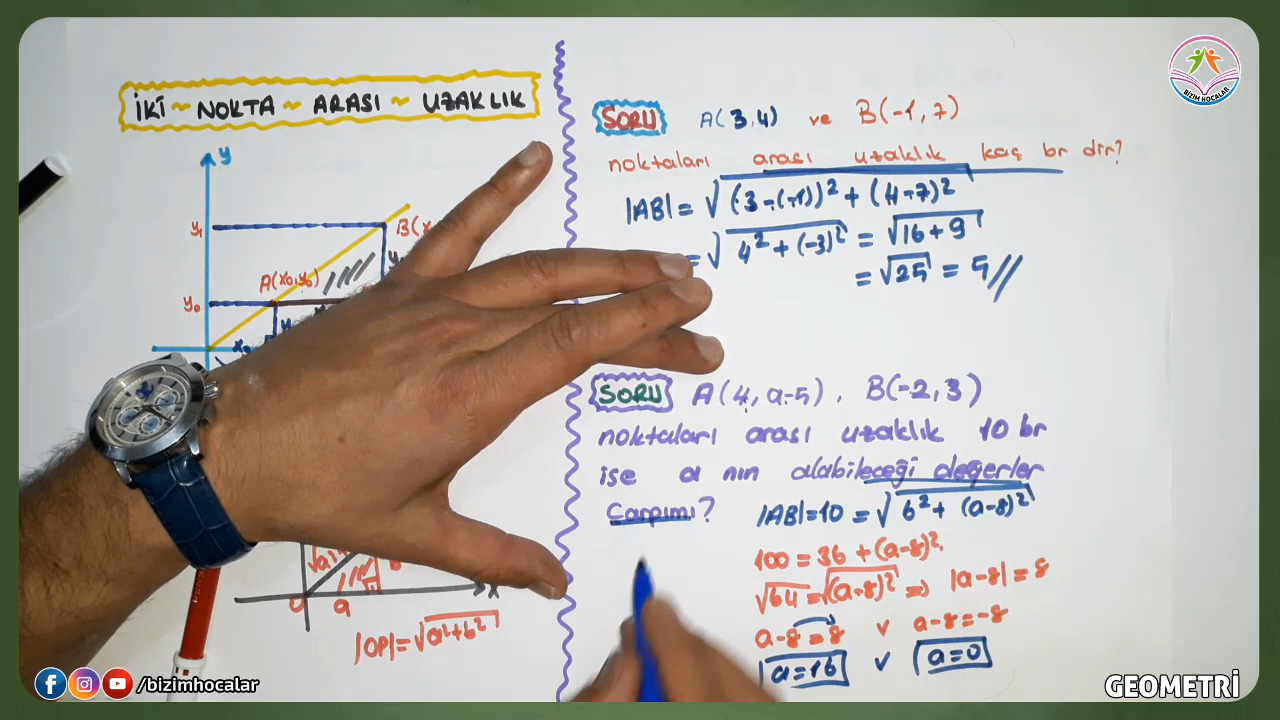 İKİ ~ NOKTA ~ ARASI ~ UZAKLIK
y
y₁
B(x
A(x₀,y₀)
y₀
x₀
a
x
|OP|=√a²+b²
SORU A(3,4) ve B(-1,7)
noktaları arası uzaklık kaç br dir?
|AB| = √(3-(-1))² + (4-7)²
= √4² + (-3)² = √16+9
= √25 = 5//
SORU A(4, a-5), B(-2,3)
noktaları arası uzaklık 10 br
ise a nın alabileceği değerler
Çarpımı?
|AB|=10 = √6² + (a-8)²
100 = 36 + (a-8)²
√64 = √(a-8)² ⇒ |a-8| = 8
a-8 = 8 v a-8 = -8
a=16 v a=0
BİZİM HOCALAR
/bizimhocalar
GEOMETRİ